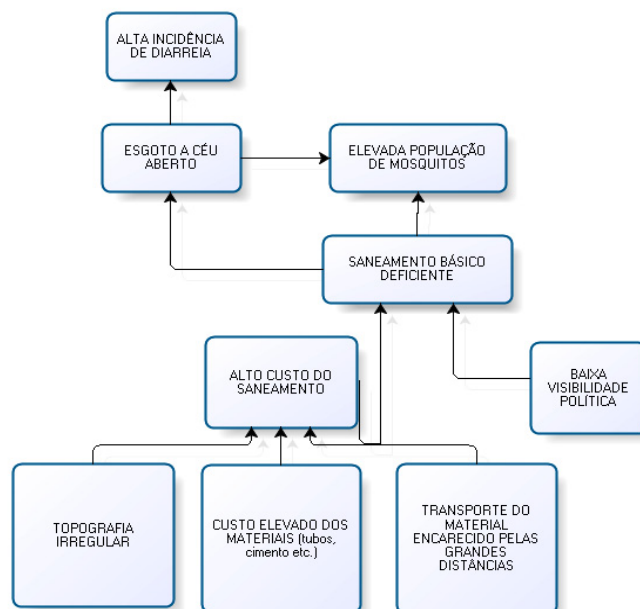 ALTA INCIDÊNCIA
DE DIARREIA
ESGOTO A CÉU
ABERTO
ELEVADA POPULAÇÃO
DE MOSQUITOS
SANEAMENTO BÁSICO
DEFICIENTE
ALTO CUSTO DO
SANEAMENTO
BAIXA
VISIBILIDADE
POLÍTICA
TOPOGRAFIA
IRREGULAR
CUSTO ELEVADO DOS
MATERIAIS (tubos,
cimento etc.)
TRANSPORTE DO
MATERIAL
ENCARECIDO PELAS
GRANDES
DISTÂNCIAS